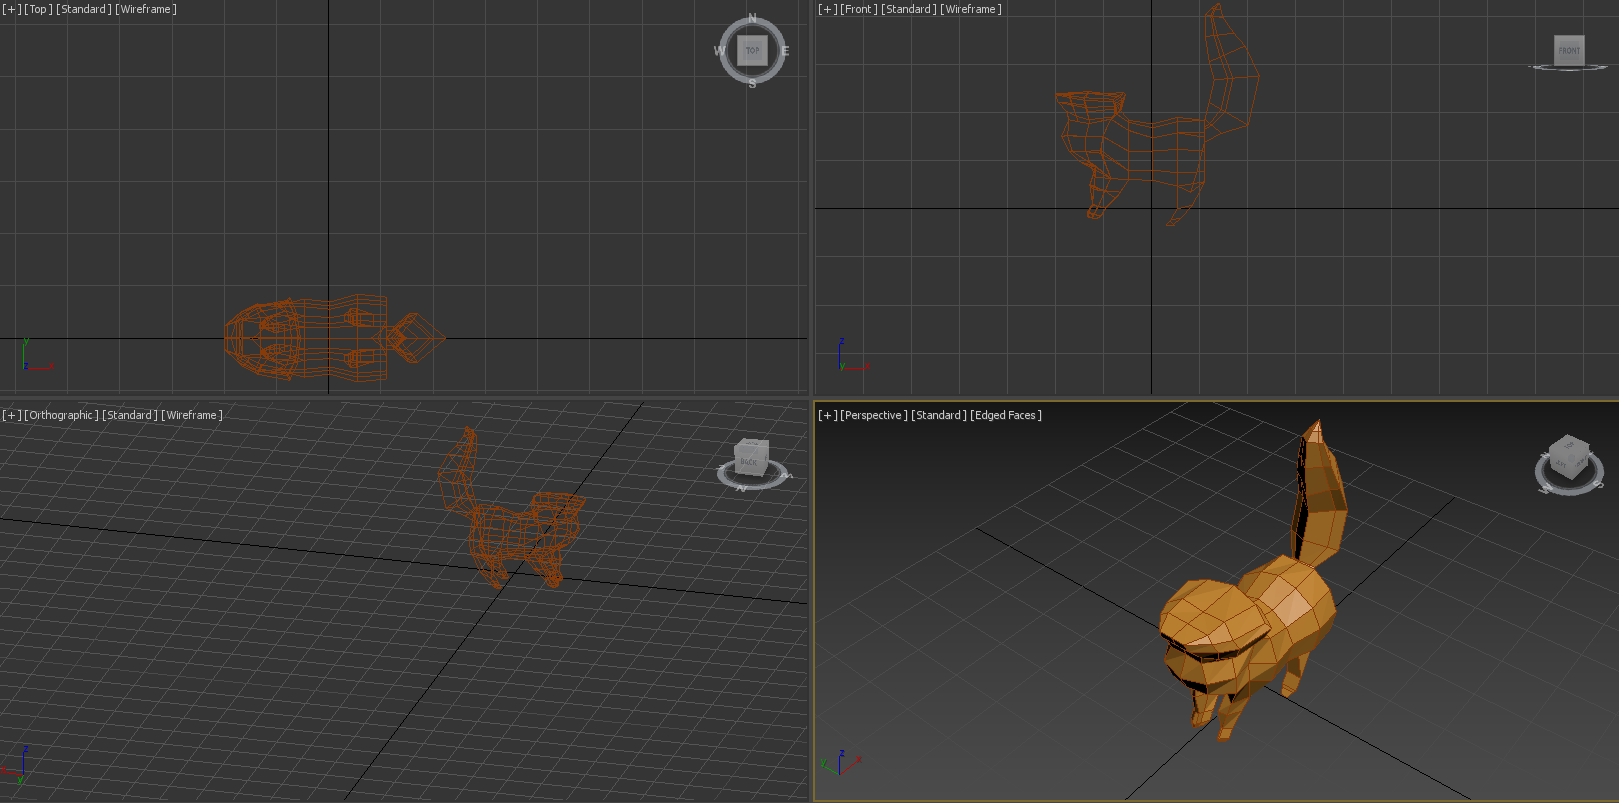 [+] [Top ] [Standard ] [Wireframe ]
N
W TOP E
S
y
z x
[+] [Front ] [Standard ] [Wireframe ]
FRONT
z
y x
[+] [Orthographic ] [Standard ] [Wireframe ]
BACK
N
z
y
[+] [Perspective ] [Standard ] [Edged Faces ]
W S
z
y x